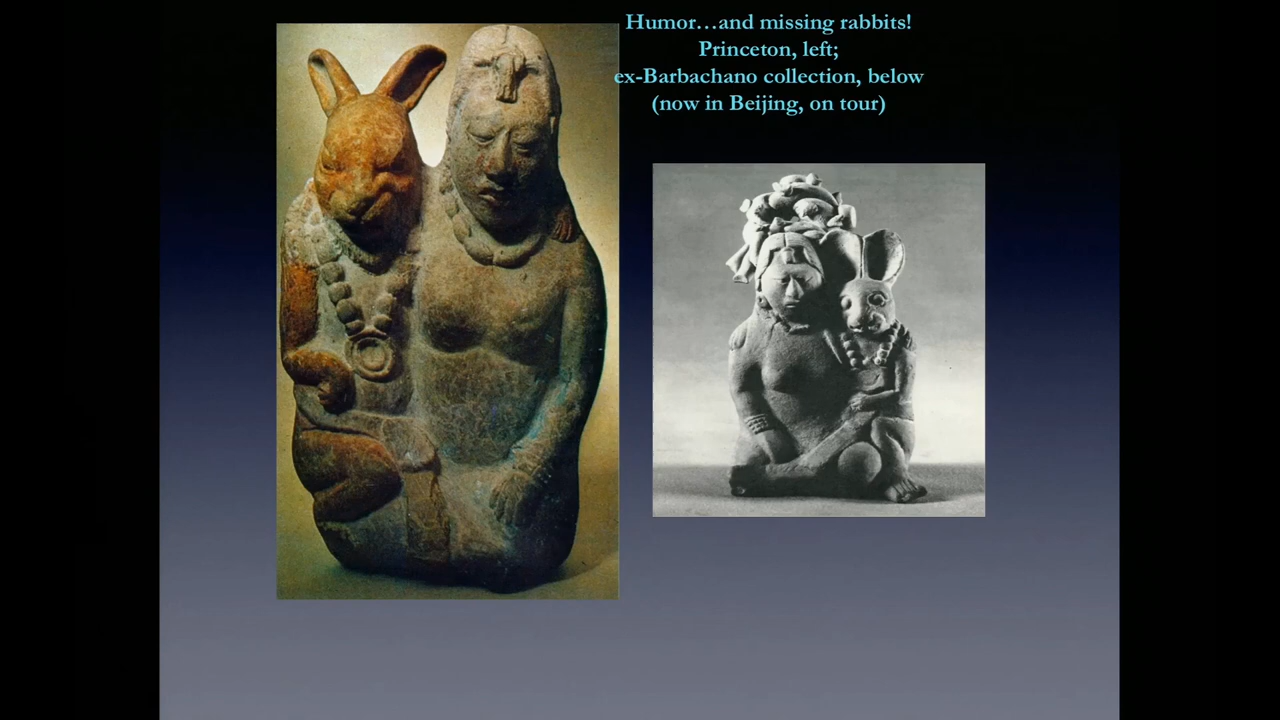 Humor…and missing rabbits!
Princeton, left;
ex-Barbachano collection, below
(now in Beijing, on tour)